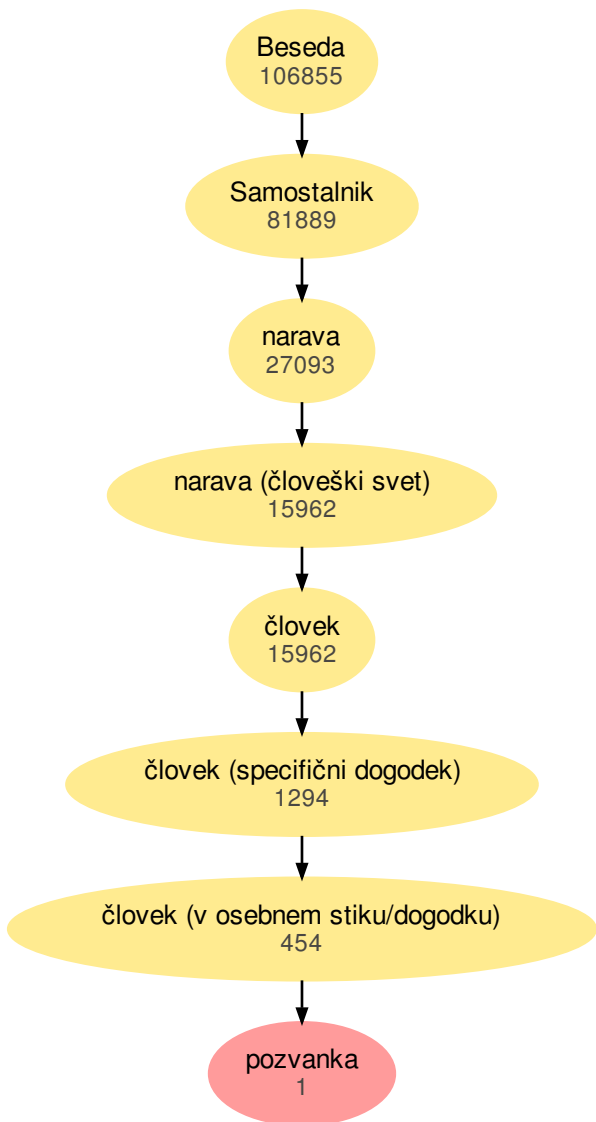 Beseda
106855
Samostalnik
81889
narava
27093
narava (človeški svet)
15962
človek
15962
človek (specifični dogodek)
1294
človek (v osebnem stiku/dogodku)
454
pozvanka
1